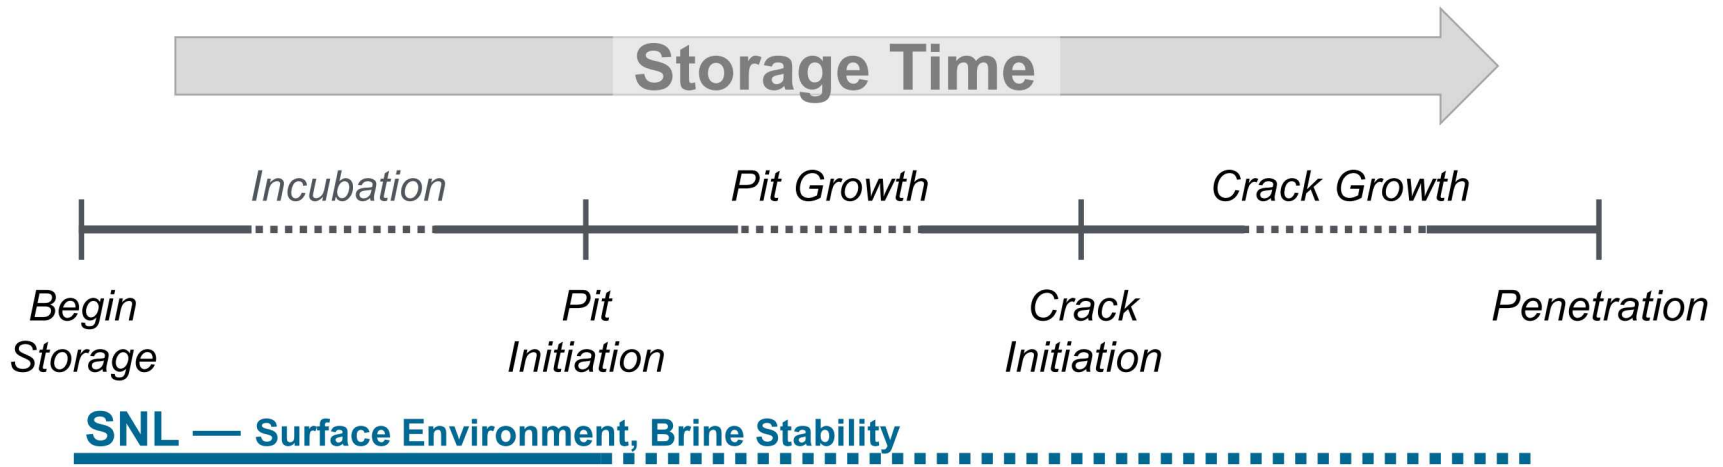 Storage Time
Incubation
Pit Growth
Crack Growth
Begin
Storage
Pit
Initiation
Crack
Initiation
Penetration
SNL — Surface Environment, Brine Stability